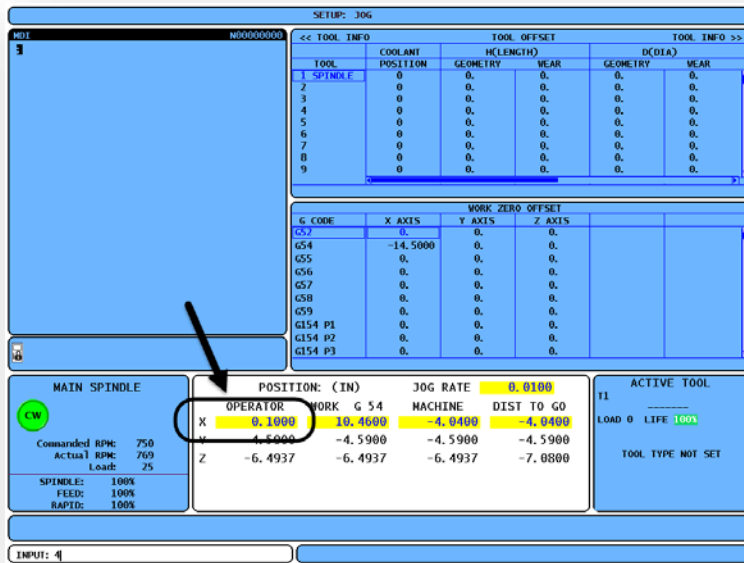 SETUP: JOG
MDI N00000000
<< TOOL INFO TOOL OFFSET TOOL INFO >>
COOLANT H(LENGTH) D(DIA)
TOOL POSITION GEOMETRY WEAR GEOMETRY WEAR
1 SPINDLE 0 0. 0. 0. 0.
2 0 0. 0. 0. 0.
3 0 0. 0. 0. 0.
4 0 0. 0. 0. 0.
5 0 0. 0. 0. 0.
6 0 0. 0. 0. 0.
7 0 0. 0. 0. 0.
8 0 0. 0. 0. 0.
9 0 0. 0. 0. 0.
WORK ZERO OFFSET
G CODE X AXIS Y AXIS Z AXIS
G52 0. 0. 0.
G54 -14.5000 0. 0.
G55 0. 0. 0.
G56 0. 0. 0.
G57 0. 0. 0.
G58 0. 0. 0.
G59 0. 0. 0.
G154 P1 0. 0. 0.
G154 P2 0. 0. 0.
G154 P3 0. 0. 0.
MAIN SPINDLE
CW
Commanded RPM: 750
Actual RPM: 769
Load: 25
SPINDLE: 100%
FEED: 100%
RAPID: 100%
POSITION: (IN) JOG RATE 0.0100
OPERATOR WORK G 54 MACHINE DIST TO GO
X 0.1000 10.4600 -4.0400 -4.0400
Y -4.5900 -4.5900 -4.5900
Z -6.4937 -6.4937 -6.4937 -7.0800
ACTIVE TOOL
T1
LOAD 0 LIFE 100%
TOOL TYPE NOT SET
INPUT: 4